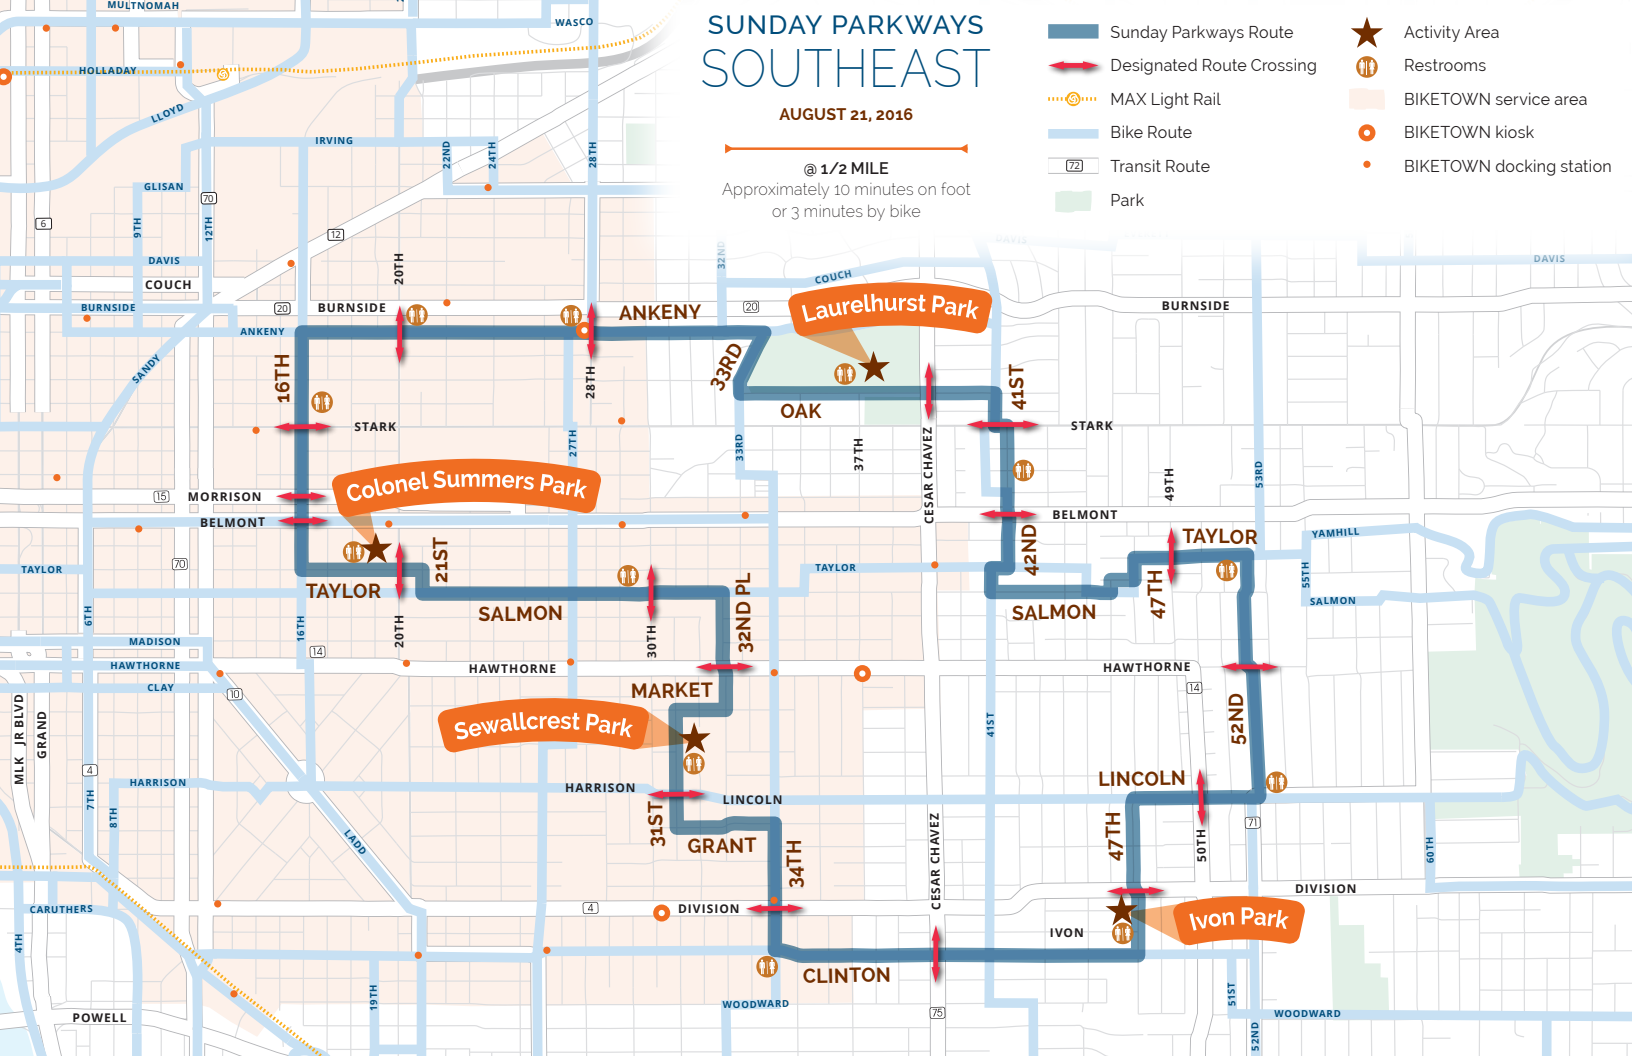 SUNDAY PARKWAYS
SOUTHEAST
AUGUST 21, 2016
@ 1/2 MILE
Approximately 10 minutes on foot
or 3 minutes by bike
Sunday Parkways Route
Designated Route Crossing
MAX Light Rail
Bike Route
72
Transit Route
Park
Activity Area
Restrooms
BIKETOWN service area
BIKETOWN kiosk
BIKETOWN docking station
MULTNOMAH
WASCO
HOLLADAY
LLOYD
IRVING
22ND
24TH
28TH
GLISAN
70
6
9TH
12TH
12
DAVIS
COUCH
20TH
32ND
COUCH
DAVIS
DAVIS
BURNSIDE
20
BURNSIDE
ANKENY
20
BURNSIDE
ANKENY
Laurelhurst Park
SANDY
16TH
28TH
33RD
OAK
41ST
STARK
STARK
27TH
33RD
37TH
CESAR CHAVEZ
49TH
53RD
15
MORRISON
BELMONT
BELMONT
Colonel Summers Park
70
TAYLOR
TAYLOR
21ST
TAYLOR
42ND
TAYLOR
YAMHILL
55TH
SALMON
SALMON
32ND PL
SALMON
47TH
6TH
16TH
20TH
30TH
MADISON
HAWTHORNE
CLAY
14
10
HAWTHORNE
HAWTHORNE
14
MARKET
Sewallcrest Park
MLK JR BLVD
GRAND
41ST
52ND
4
7TH
8TH
HARRISON
HARRISON
LINCOLN
LINCOLN
71
LADD
31ST
GRANT
34TH
CESAR CHAVEZ
47TH
50TH
60TH
CARUTHERS
4
DIVISION
DIVISION
IVON
Ivon Park
4TH
19TH
CLINTON
51ST
WOODWARD
WOODWARD
75
52ND
POWELL